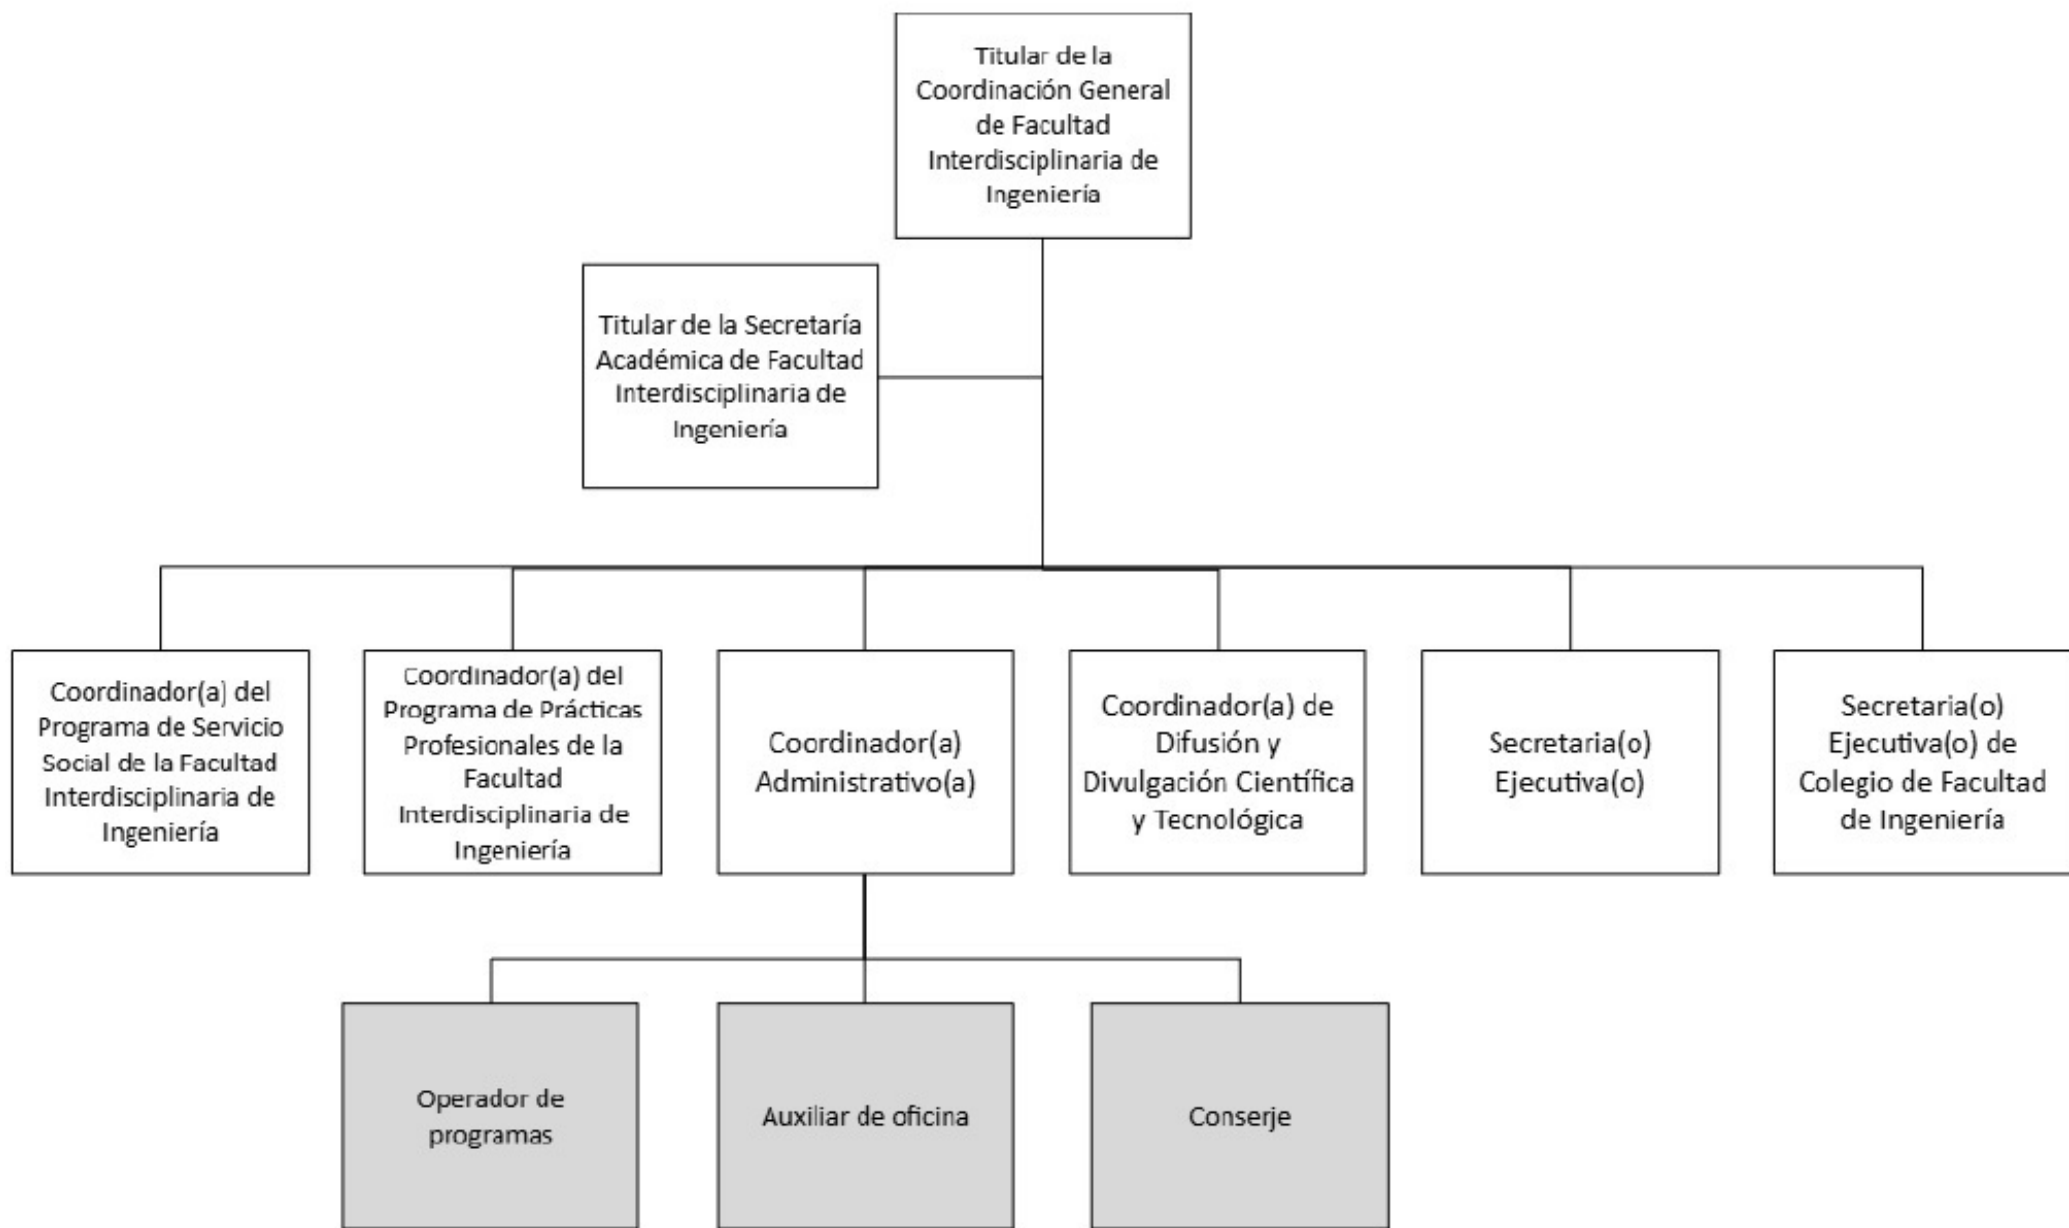 Titular de la
Coordinación General
de Facultad
Interdisciplinaria de
Ingeniería
Titular de la Secretaría
Académica de Facultad
Interdisciplinaria de
Ingeniería
Coordinador(a) del
Programa de Servicio
Social de la Facultad
Interdisciplinaria de
Ingeniería
Coordinador(a) del
Programa de Prácticas
Profesionales de la
Facultad
Interdisciplinaria de
Ingeniería
Coordinador(a)
Administrativo(a)
Coordinador(a) de
Difusión y
Divulgación Científica
y Tecnológica
Secretaria(o)
Ejecutiva(o)
Secretaria(o)
Ejecutiva(o) de
Colegio de Facultad
de Ingeniería
Operador de
programas
Auxiliar de oficina
Conserje